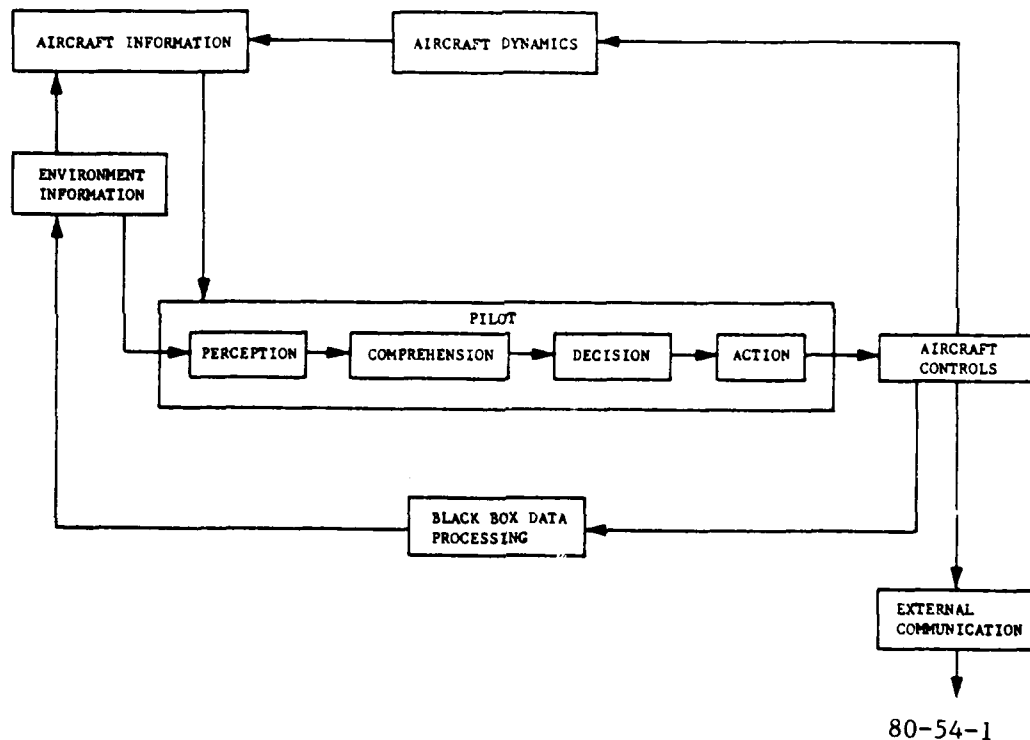 AIRCRAFT INFORMATION
AIRCRAFT DYNAMICS
ENVIRONMENT
INFORMATION
PILOT
PERCEPTION
COMPREHENSION
DECISION
ACTION
AIRCRAFT
CONTROLS
BLACK BOX DATA
PROCESSING
EXTERNAL
COMMUNICATION
80-54-1